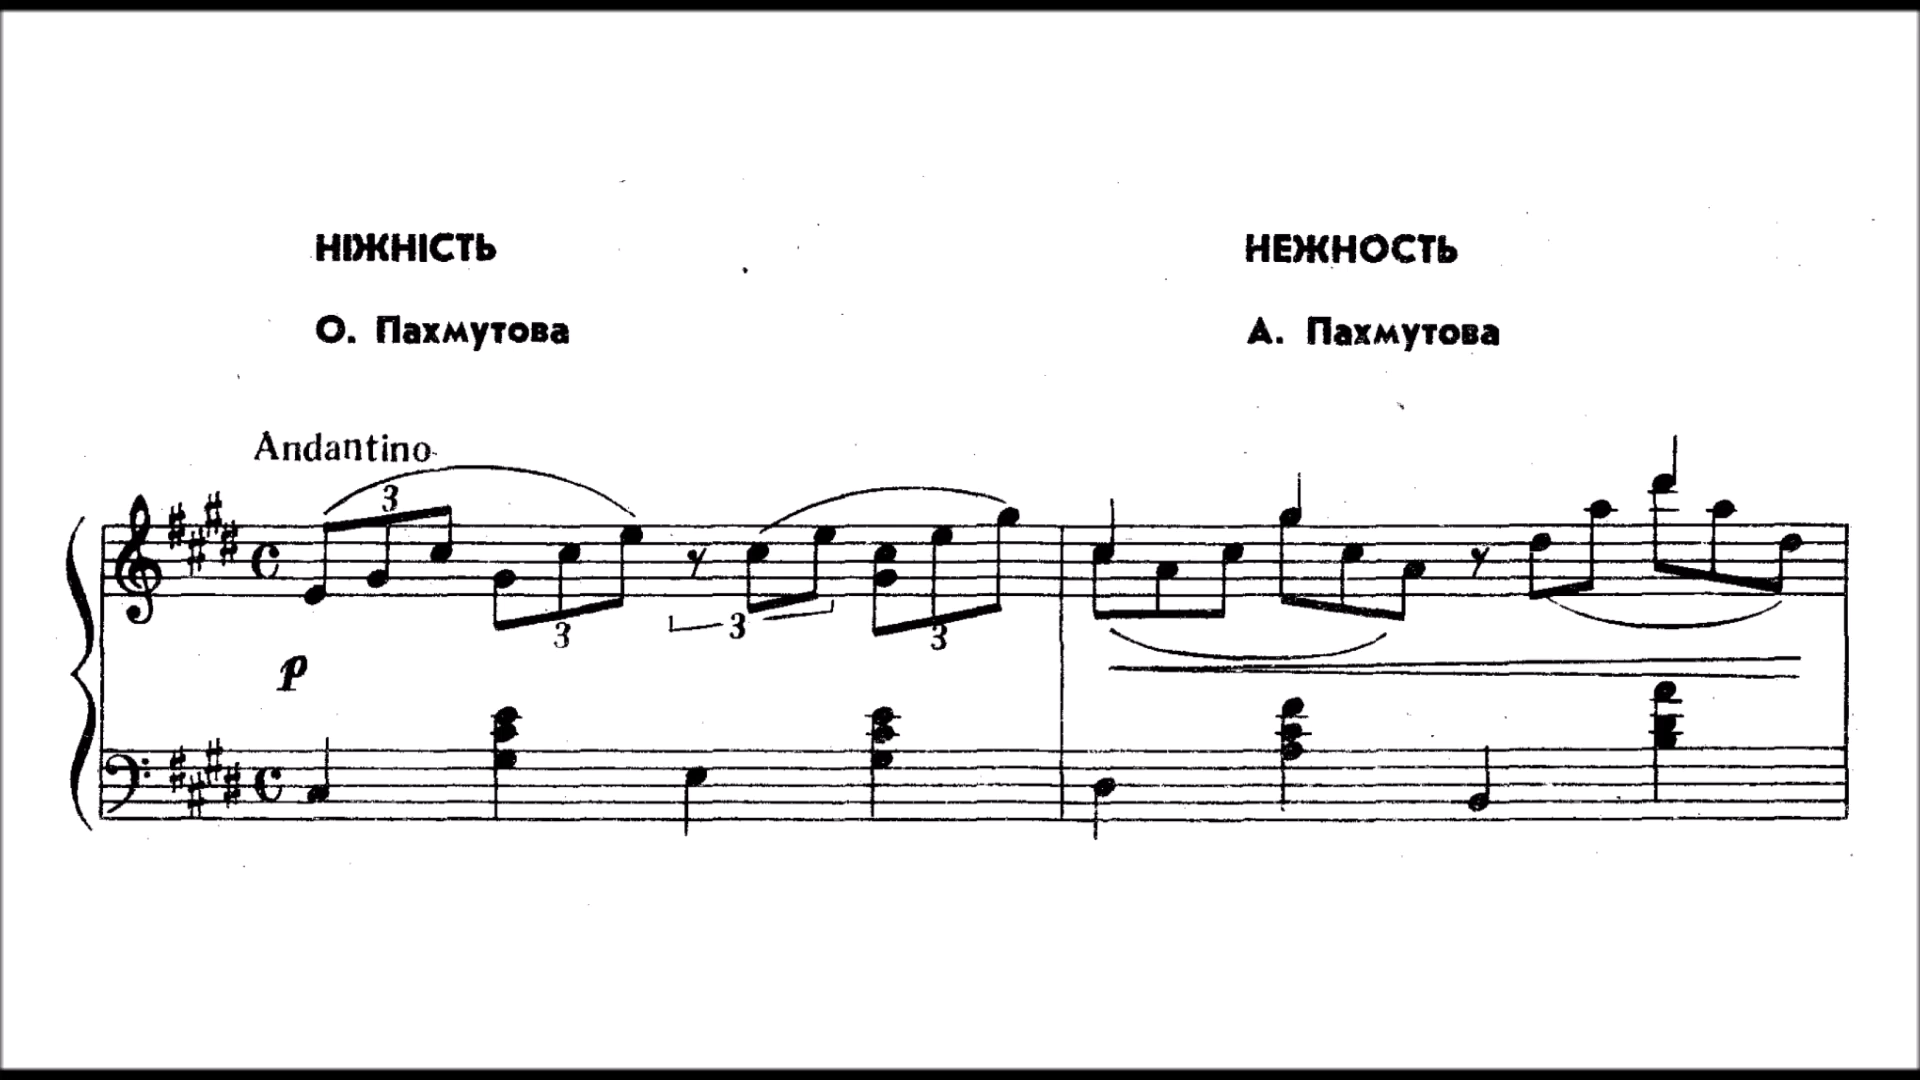 НІЖНІСТЬ
НЕЖНОСТЬ
О. Пахмутова
А. Пахмутова
Andantino
3
3
3
3
p